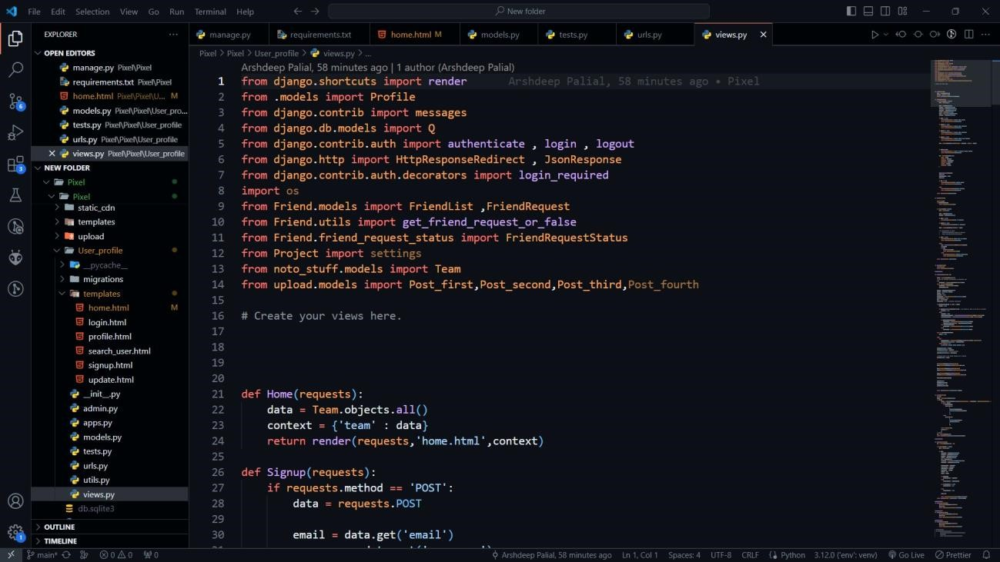 File Edit Selection View Go Run Terminal Help
New folder
EXPLORER
manage.py
requirements.txt
home.html M
models.py
tests.py
urls.py
views.py
Pixel > Pixel > User_profile > views.py > ...
OPEN EDITORS
manage.py Pixel\Pixel
requirements.txt Pixel\Pixel
home.html Pixel\Pixel\U... M
models.py Pixel\Pixel\User_pro...
tests.py Pixel\Pixel\User_profile
urls.py Pixel\Pixel\User_profile
views.py Pixel\Pixel\User_profile
NEW FOLDER
Pixel
Pixel
static_cdn
templates
upload
User_profile
__pycache__
migrations
templates
home.html M
login.html
profile.html
search_user.html
signup.html
update.html
__init__.py
admin.py
apps.py
models.py
tests.py
urls.py
utils.py
views.py
db.sqlite3
OUTLINE
TIMELINE
6
3
1
Arshdeep Palial, 58 minutes ago | 1 author (Arshdeep Palial)
1 from django.shortcuts import render Arshdeep Palial, 58 minutes ago • Pixel
2 from .models import Profile
3 from django.contrib import messages
4 from django.db.models import Q
5 from django.contrib.auth import authenticate , login , logout
6 from django.http import HttpResponseRedirect , JsonResponse
7 from django.contrib.auth.decorators import login_required
8 import os
9 from Friend.models import FriendList ,FriendRequest
10 from Friend.utils import get_friend_request_or_false
11 from Friend.friend_request_status import FriendRequestStatus
12 from Project import settings
13 from noto_stuff.models import Team
14 from upload.models import Post_first,Post_second,Post_third,Post_fourth
15
16 # Create your views here.
17
18
19
20
21 def Home(requests):
22 data = Team.objects.all()
23 context = {'team' : data}
24 return render(requests,'home.html',context)
25
26 def Signup(requests):
27 if requests.method == 'POST':
28 data = requests.POST
29
30 email = data.get('email')
main* 0 0 0 Arshdeep Palial, 58 minutes ago Ln 1, Col 1 Spaces: 4 UTF-8 CRLF Python 3.12.0 ('env': venv) Go Live Prettier